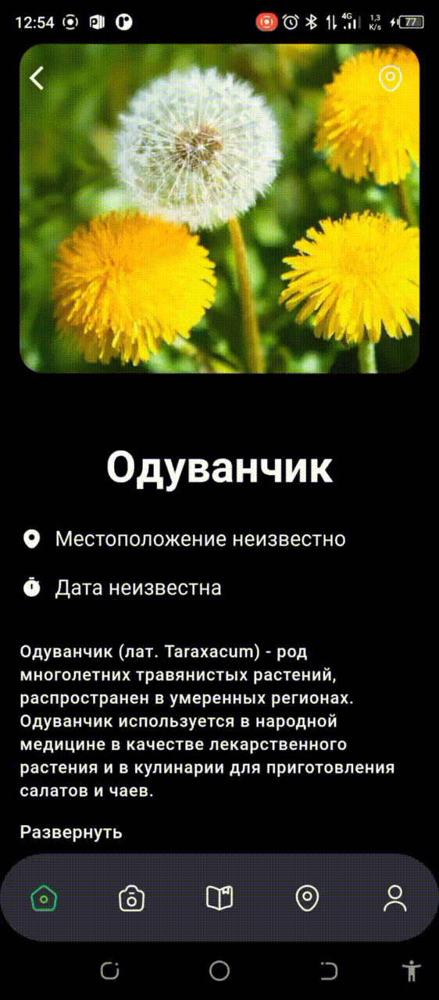 12:54 4G 1,3 K/s 77
Одуванчик
Местоположение неизвестно
Дата неизвестна
Одуванчик (лат. Taraxacum) - род
многолетних травянистых растений,
распространен в умеренных регионах.
Одуванчик используется в народной
медицине в качестве лекарственного
растения и в кулинарии для приготовления
салатов и чаев.
Развернуть